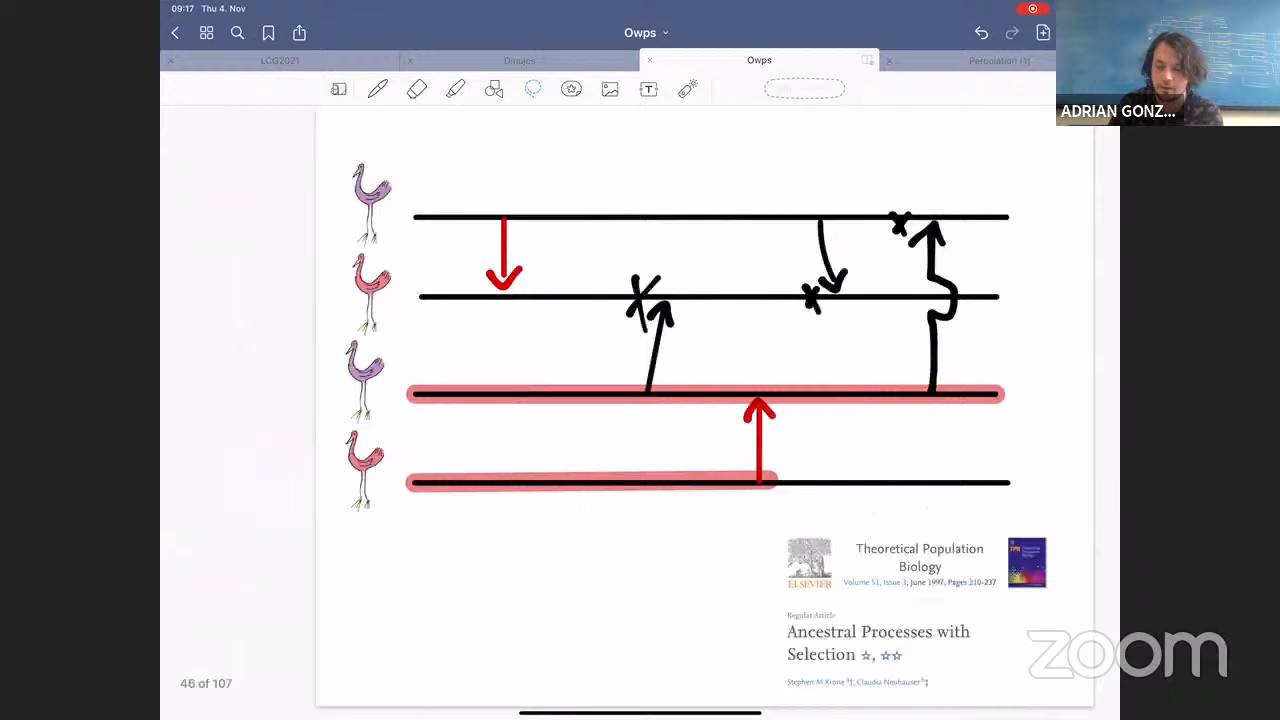 09:17 Thu 4. Nov
Owps
LCG2021
Dibujos
Owps
Percolation (1)
ADRIAN GONZ...
T
ELSEVIER
Theoretical Population
Biology
Volume 51, Issue 3, June 1997, Pages 210-237
TPB
Regular Article
Ancestral Processes with
Selection ☆, ☆☆
Stephen M Krone a†, Claudia Neuhauser b‡
zoom
46 of 107